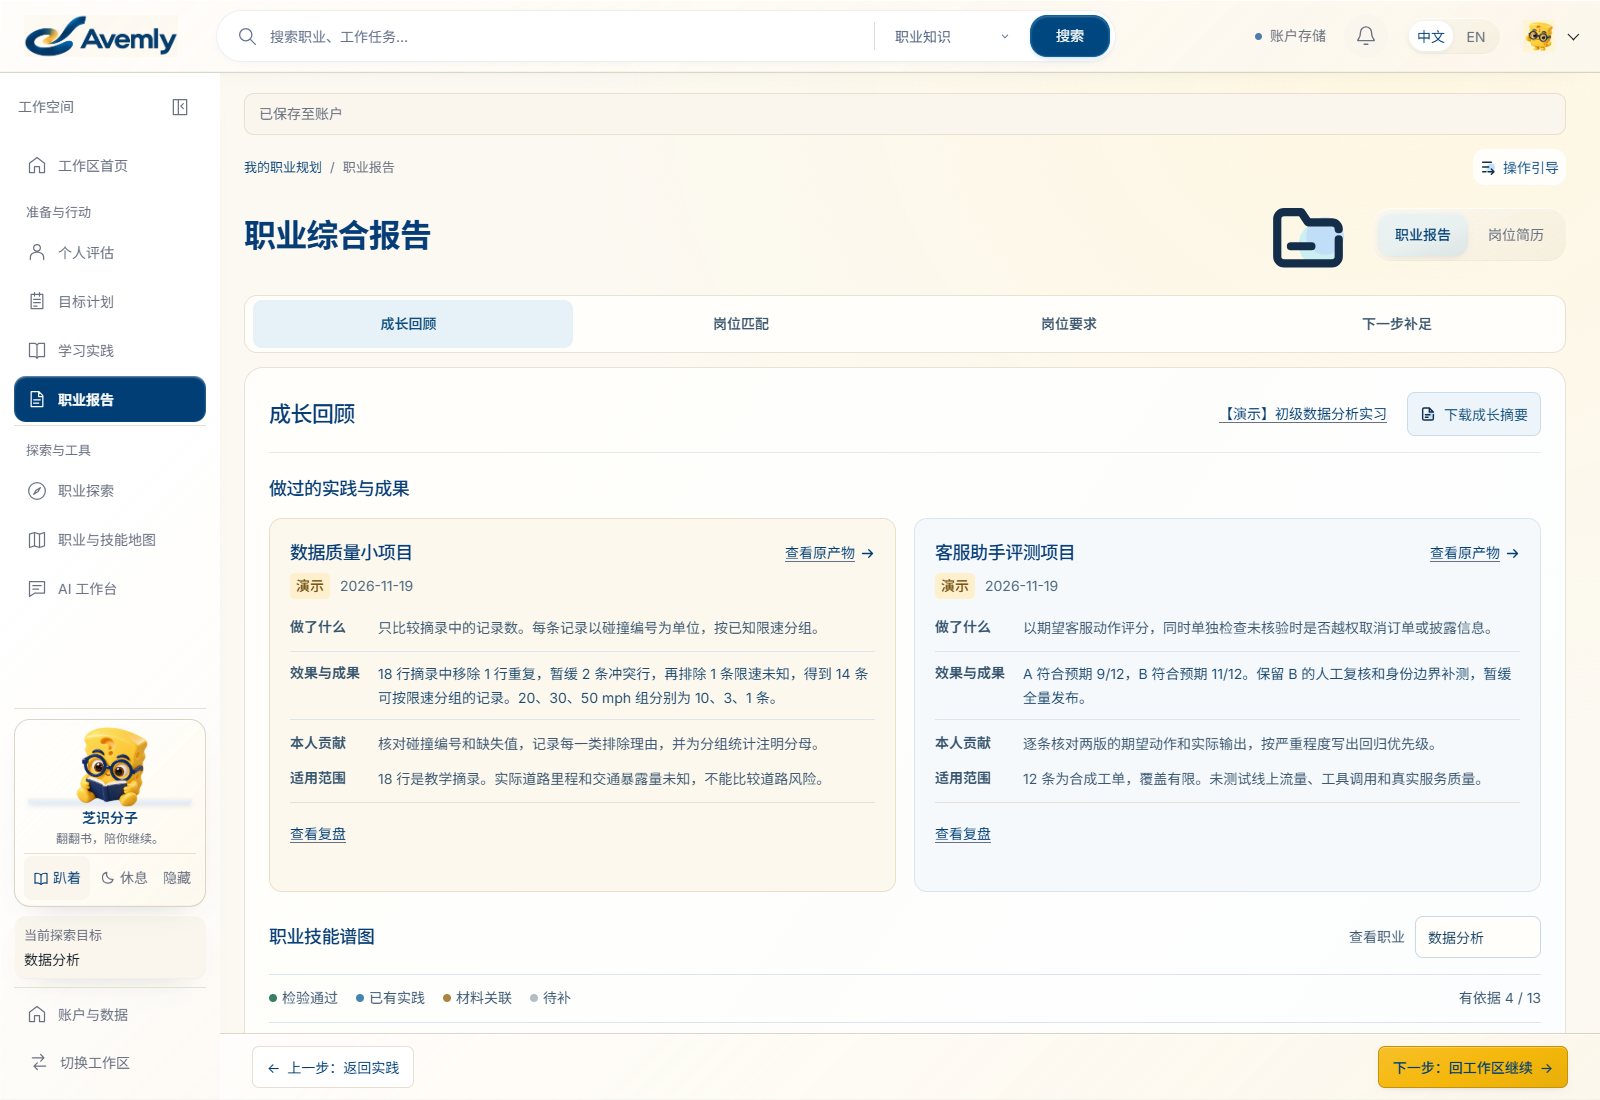 Avemly
搜索职业、工作任务...
职业知识
搜索
账户存储
中文
EN
工作空间
工作区首页
准备与行动
个人评估
目标计划
学习实践
职业报告
探索与工具
职业探索
职业与技能地图
AI 工作台
芝识分子
翻翻书，陪你继续。
趴着
休息
隐藏
当前探索目标
数据分析
账户与数据
切换工作区
已保存至账户
我的职业规划 / 职业报告
操作引导
职业综合报告
职业报告
岗位简历
成长回顾
岗位匹配
岗位要求
下一步补足
成长回顾
【演示】初级数据分析实习
下载成长摘要
做过的实践与成果
数据质量小项目
查看原产物 →
演示 2026-11-19
做了什么 只比较摘录中的记录数。每条记录以碰撞编号为单位，按已知限速分组。
效果与成果 18 行摘录中移除 1 行重复，暂缓 2 条冲突行，再排除 1 条限速未知，得到 14 条
可按限速分组的记录。20、30、50 mph 组分别为 10、3、1 条。
本人贡献 核对碰撞编号和缺失值，记录每一类排除理由，并为分组统计注明分母。
适用范围 18 行是教学摘录。实际道路里程和交通暴露量未知，不能比较道路风险。
查看复盘
客服助手评测项目
查看原产物 →
演示 2026-11-19
做了什么 以期望客服动作评分，同时单独检查未核验时是否越权取消订单或披露信息。
效果与成果 A 符合预期 9/12，B 符合预期 11/12。保留 B 的人工复核和身份边界补测，暂缓
全量发布。
本人贡献 逐条核对两版的期望动作和实际输出，按严重程度写出回归优先级。
适用范围 12 条为合成工单，覆盖有限。未测试线上流量、工具调用和真实服务质量。
查看复盘
职业技能谱图
查看职业
数据分析
检验通过
已有实践
材料关联
待补
有依据 4 / 13
← 上一步：返回实践
下一步：回工作区继续 →